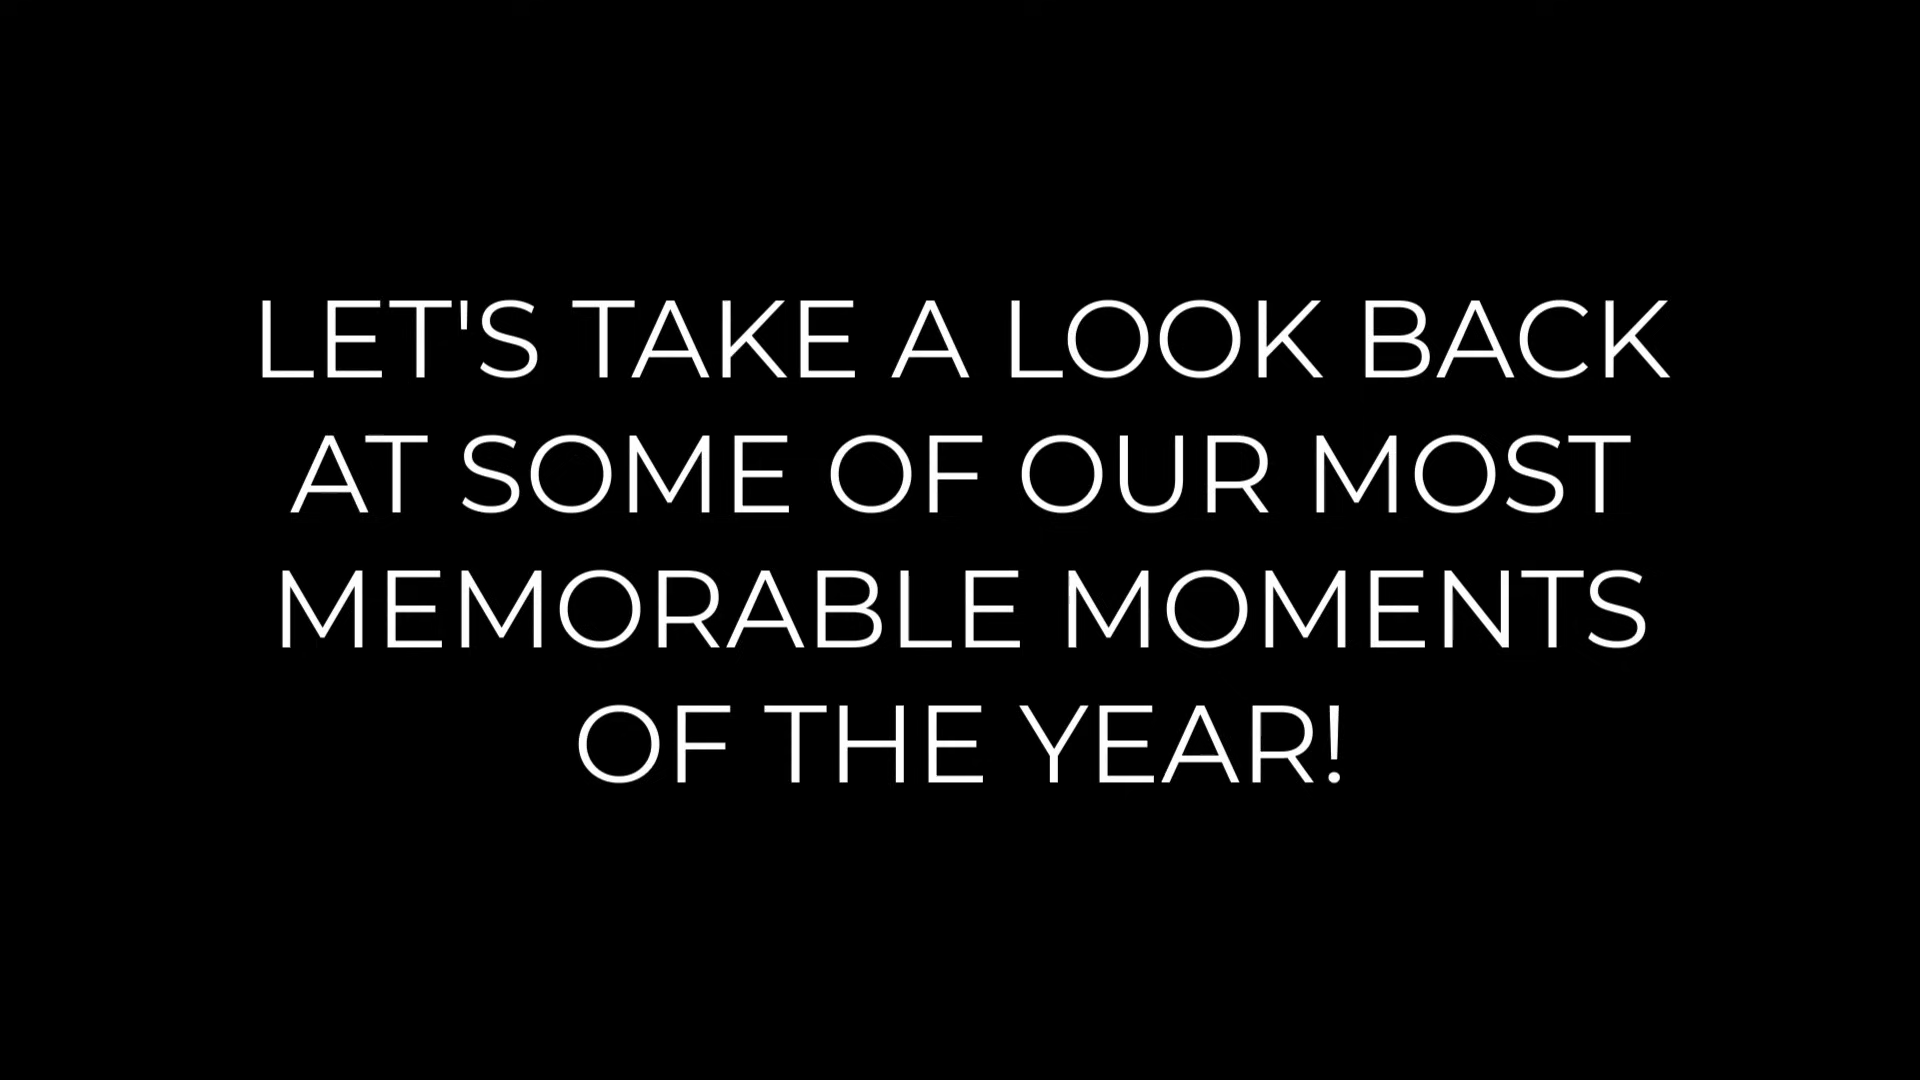 LET'S TAKE A LOOK BACK
AT SOME OF OUR MOST
MEMORABLE MOMENTS
OF THE YEAR!